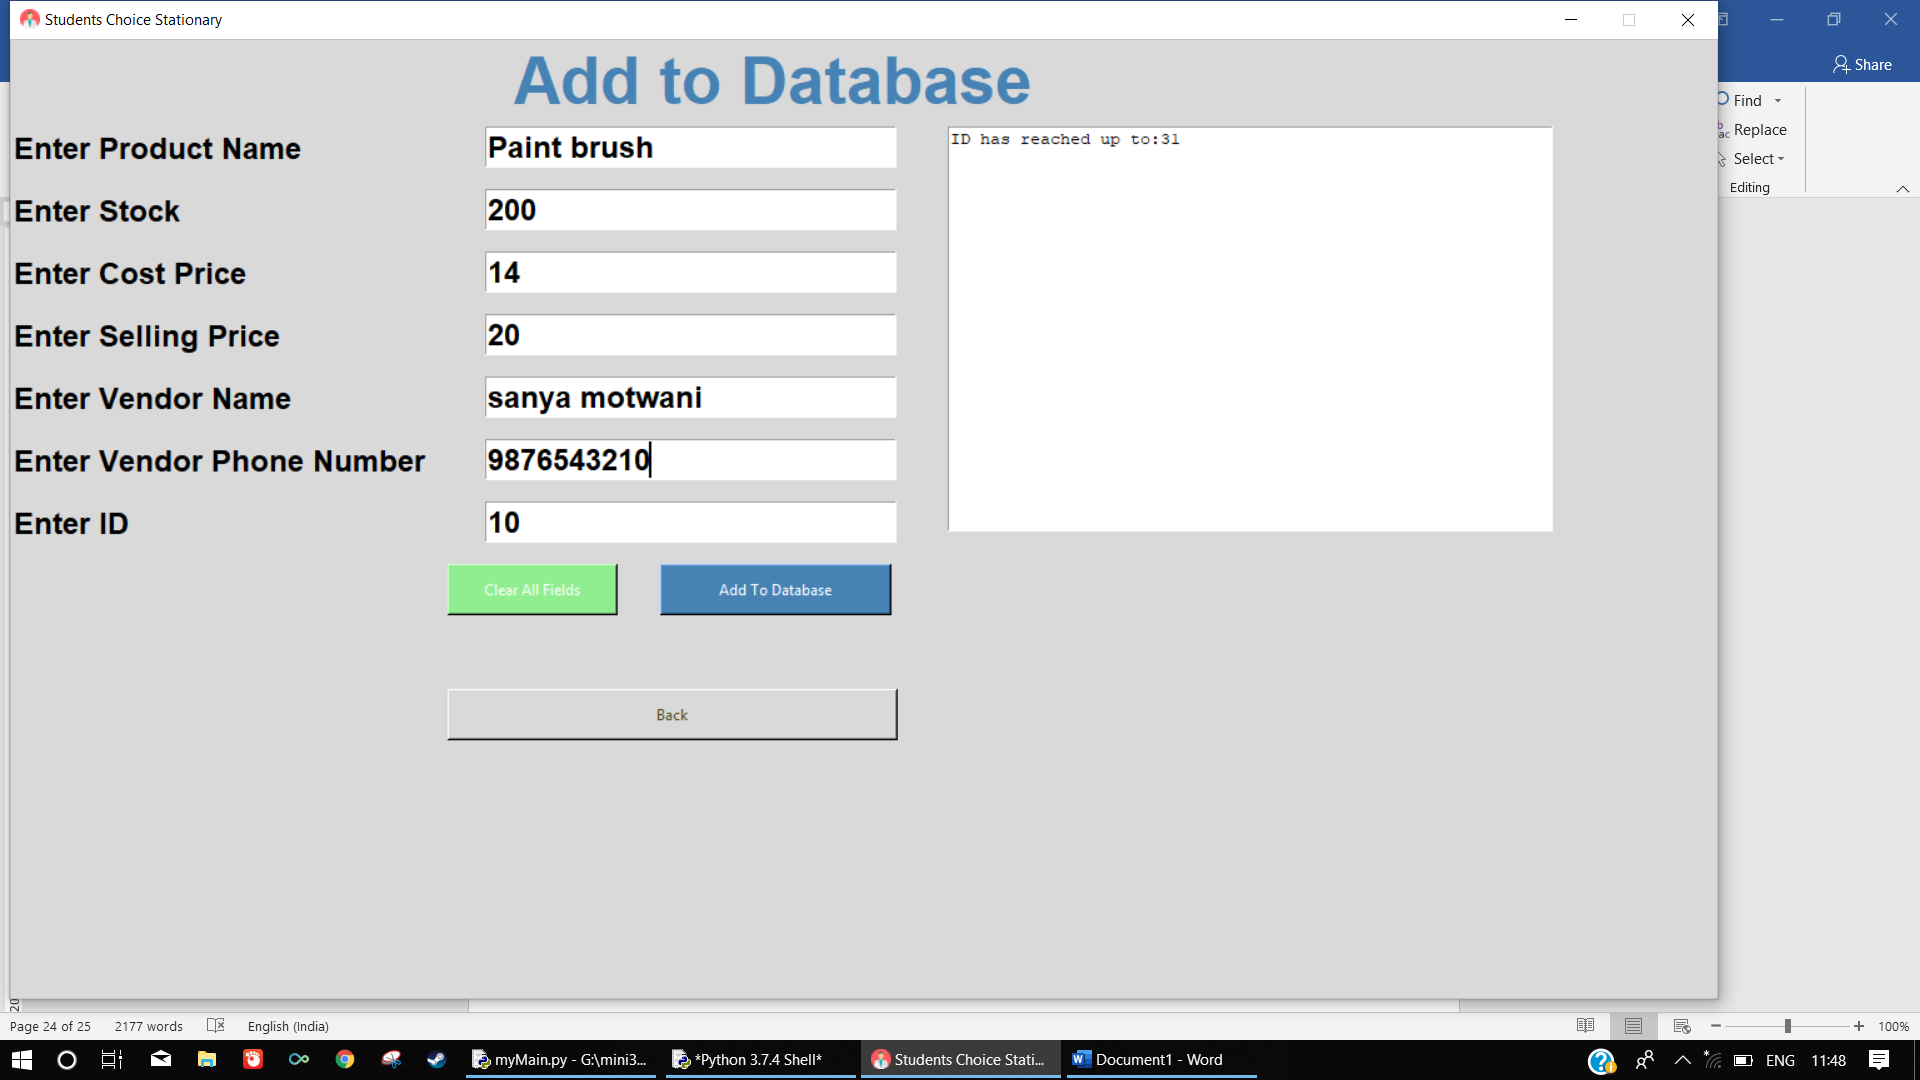 Students Choice Stationary
Share
Add to Database
Find
Replace
Select
Editing
Enter Product Name
Paint brush
ID has reached up to:31
Enter Stock
200
Enter Cost Price
14
Enter Selling Price
20
Enter Vendor Name
sanya motwani
Enter Vendor Phone Number
9876543210
Enter ID
10
Clear All Fields
Add To Database
Back
20
Page 24 of 25
2177 words
English (India)
100%
myMain.py - G:\mini3...
*Python 3.7.4 Shell*
Students Choice Stati...
Document1 - Word
ENG
11:48